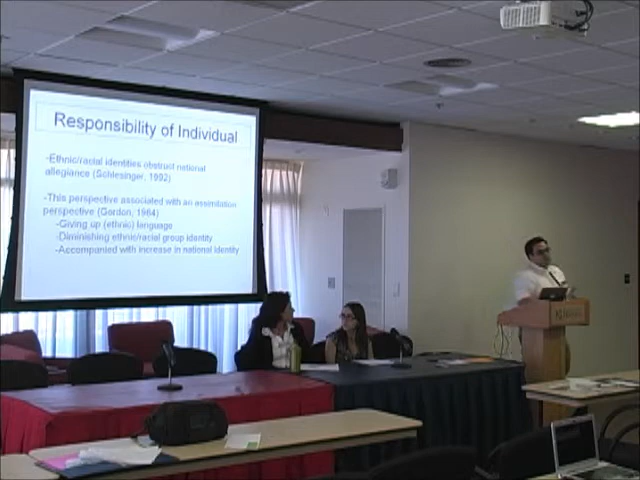 Responsibility of Individual
-Ethnic/racial identities obstruct national
allegiance (Schlesinger, 1992)
-This perspective associated with an assimilation
perspective (Gordon, 1964)
-Giving up (ethnic) language
-Diminishing ethnic/racial group identity
-Accompanied with increase in national identity